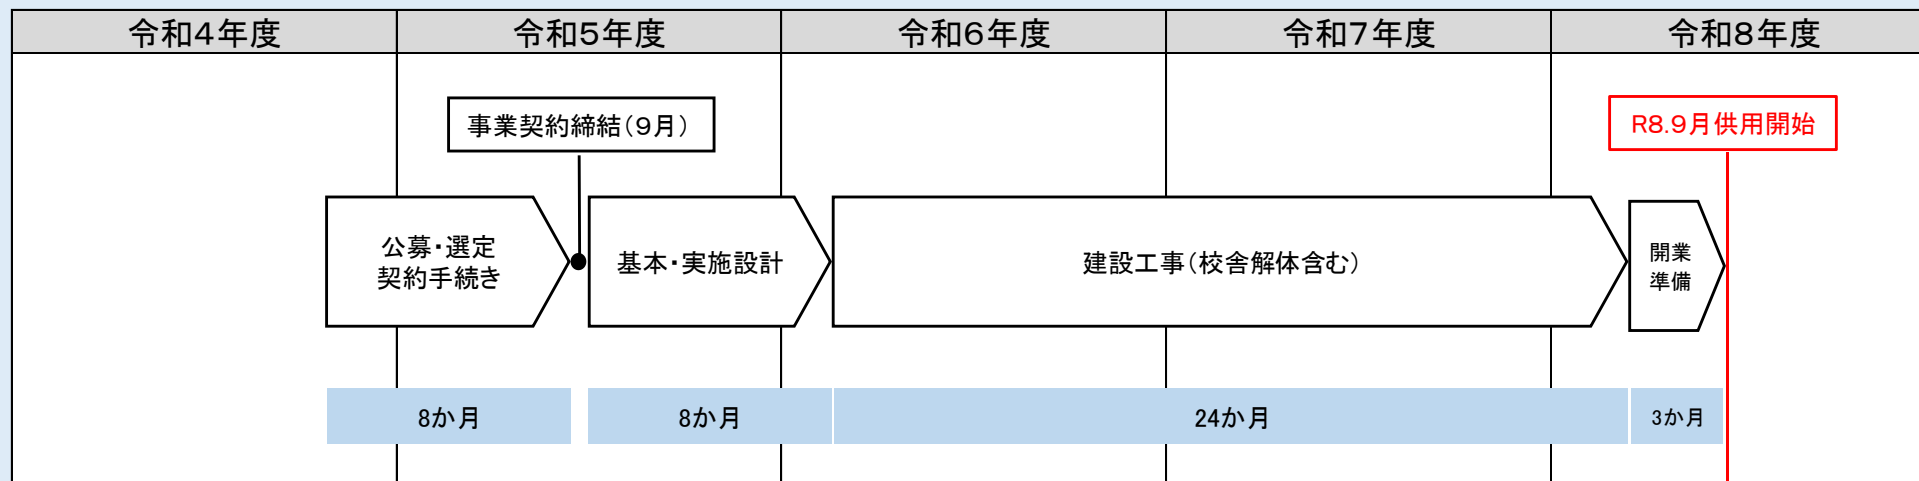 令和4年度
令和5年度
令和6年度
令和7年度
令和8年度
事業契約締結（9月）
R8.9月供用開始
公募・選定
契約手続き
基本・実施設計
建設工事（校舎解体含む）
開業
準備
8か月
8か月
24か月
3か月